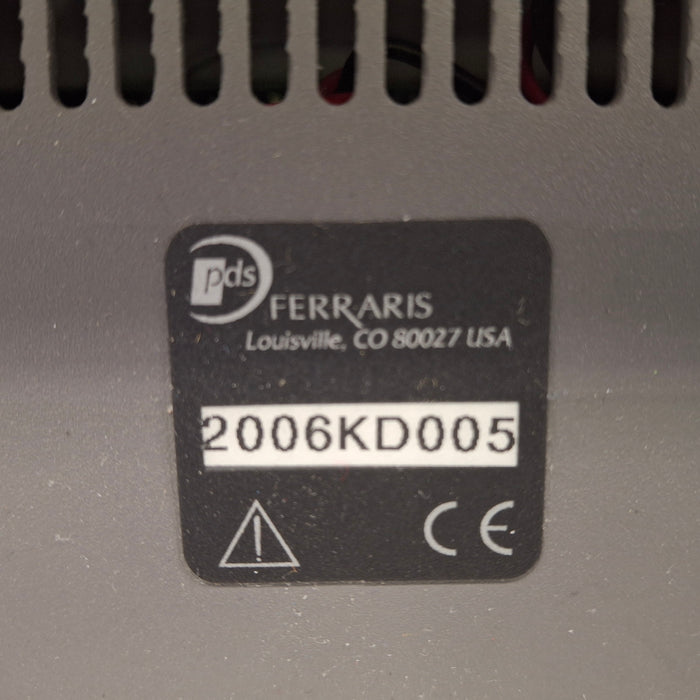 pds
FERRARIS
Louisville, CO 80027 USA
2006KD005
!
CE